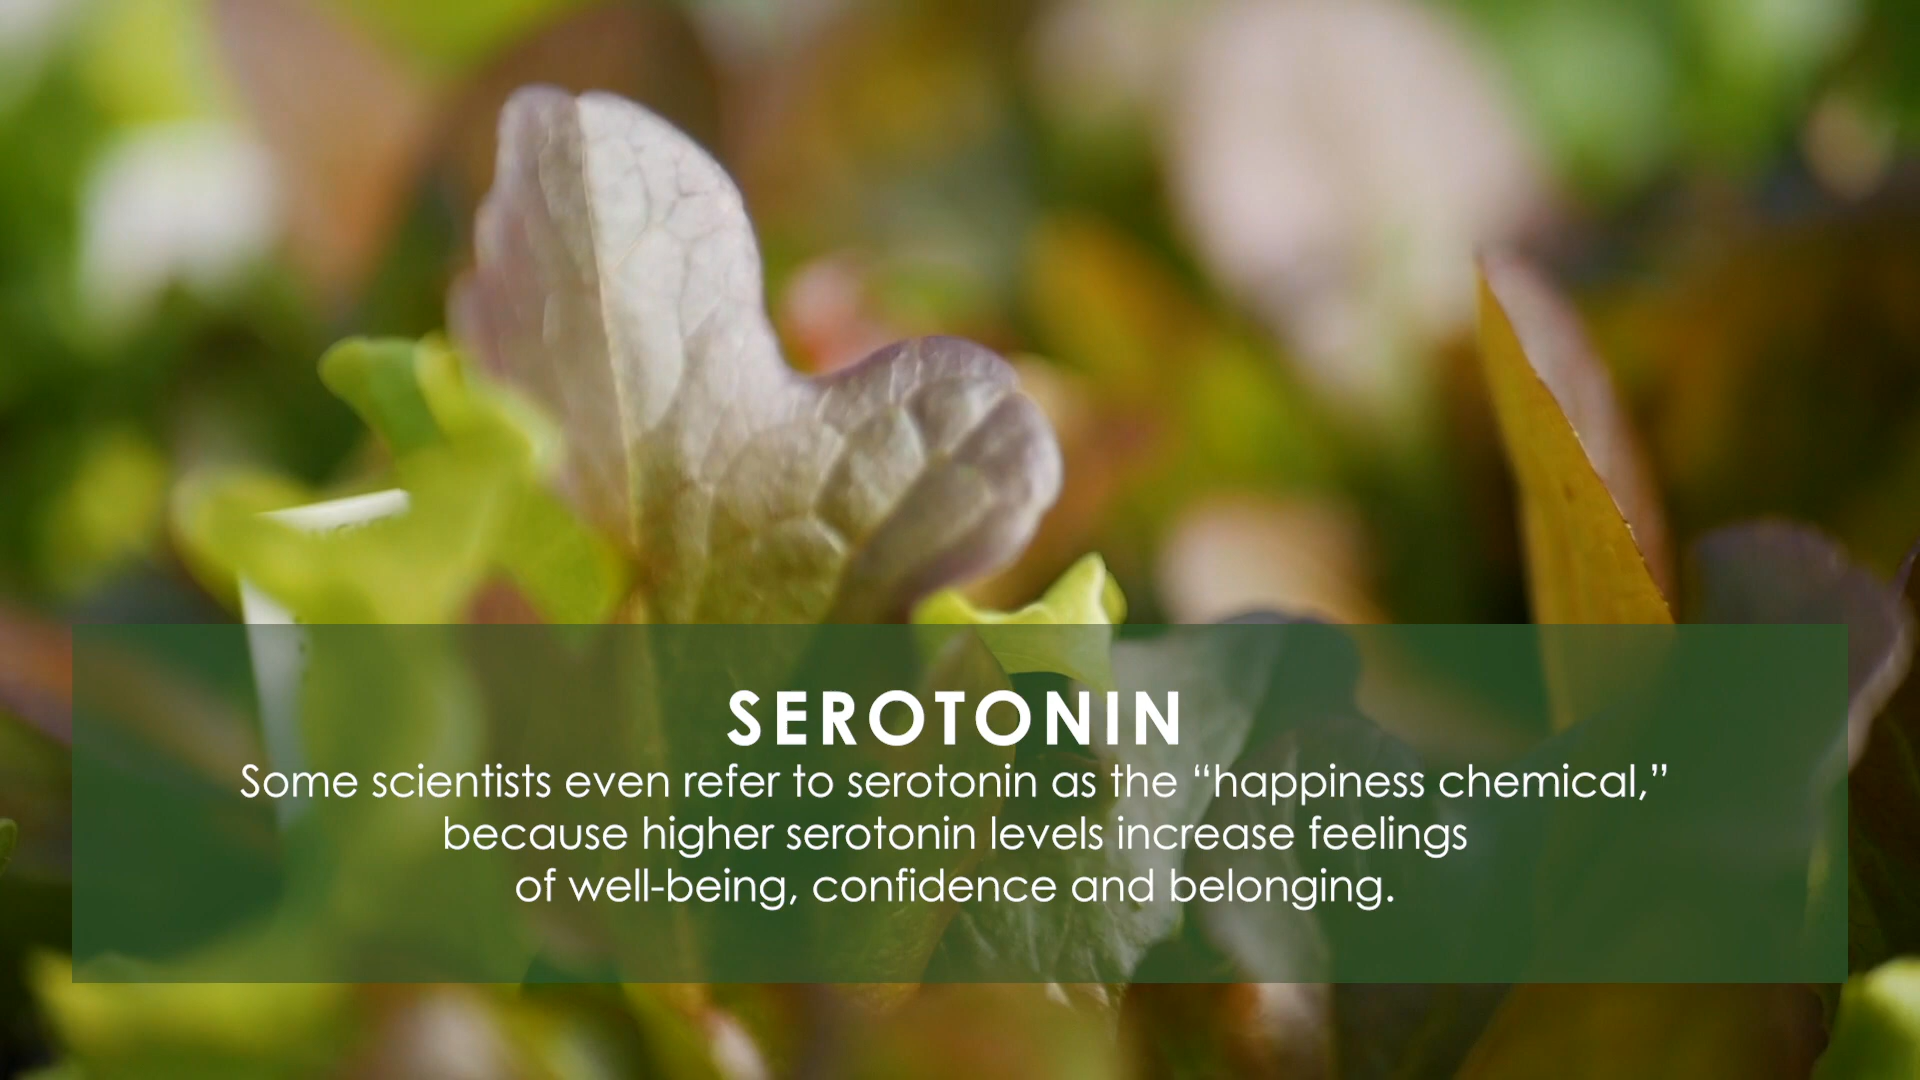 SEROTONIN
Some scientists even refer to serotonin as the “happiness chemical,”
because higher serotonin levels increase feelings
of well-being, confidence and belonging.